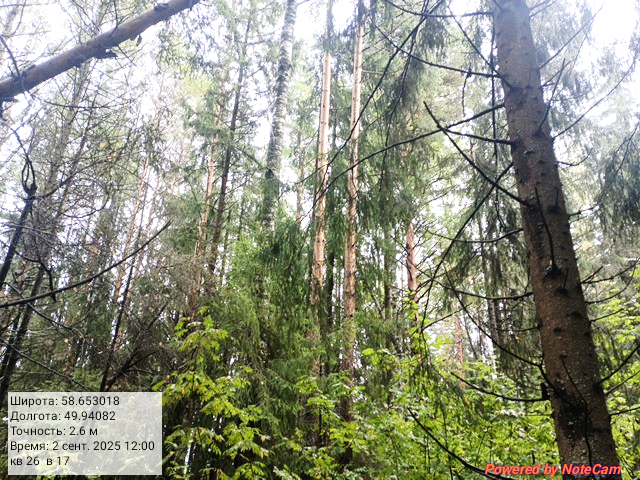 Широта: 58.653018
Долгота: 49.94082
Точность: 2.6 м
Время: 2 сент. 2025 12:00
кв 26 в 17
Powered by NoteCam